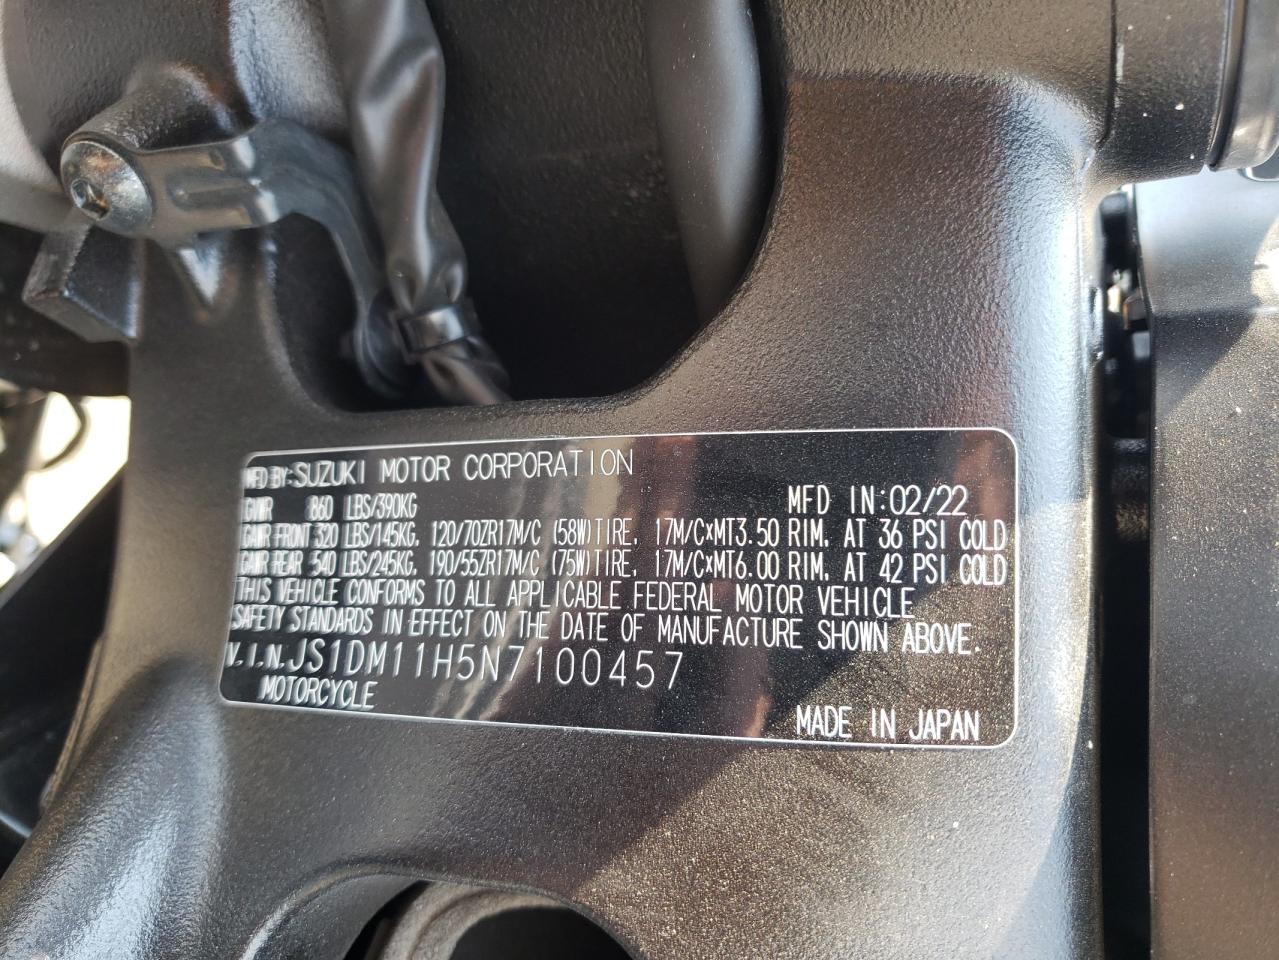 MFD BY:SUZUKI MOTOR CORPORATION
GVWR 860 LBS/390KG MFD IN:02/22
GAWR FRONT 320 LBS/145KG, 120/70ZR17M/C (58W)TIRE, 17M/C×MT3.50 RIM, AT 36 PSI COLD
GAWR REAR 540 LBS/245KG, 190/55ZR17M/C (75W)TIRE, 17M/C×MT6.00 RIM, AT 42 PSI COLD
THIS VEHICLE CONFORMS TO ALL APPLICABLE FEDERAL MOTOR VEHICLE
SAFETY STANDARDS IN EFFECT ON THE DATE OF MANUFACTURE SHOWN ABOVE.
V.I.N.JS1DM11H5N7100457
MOTORCYCLE MADE IN JAPAN